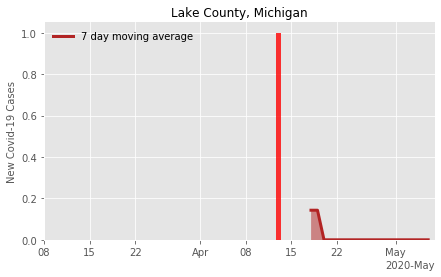 Lake County, Michigan
7 day moving average
New Covid-19 Cases
1.0
0.8
0.6
0.4
0.2
0.0
08 15 22 Apr 08 15 22 May
2020-May